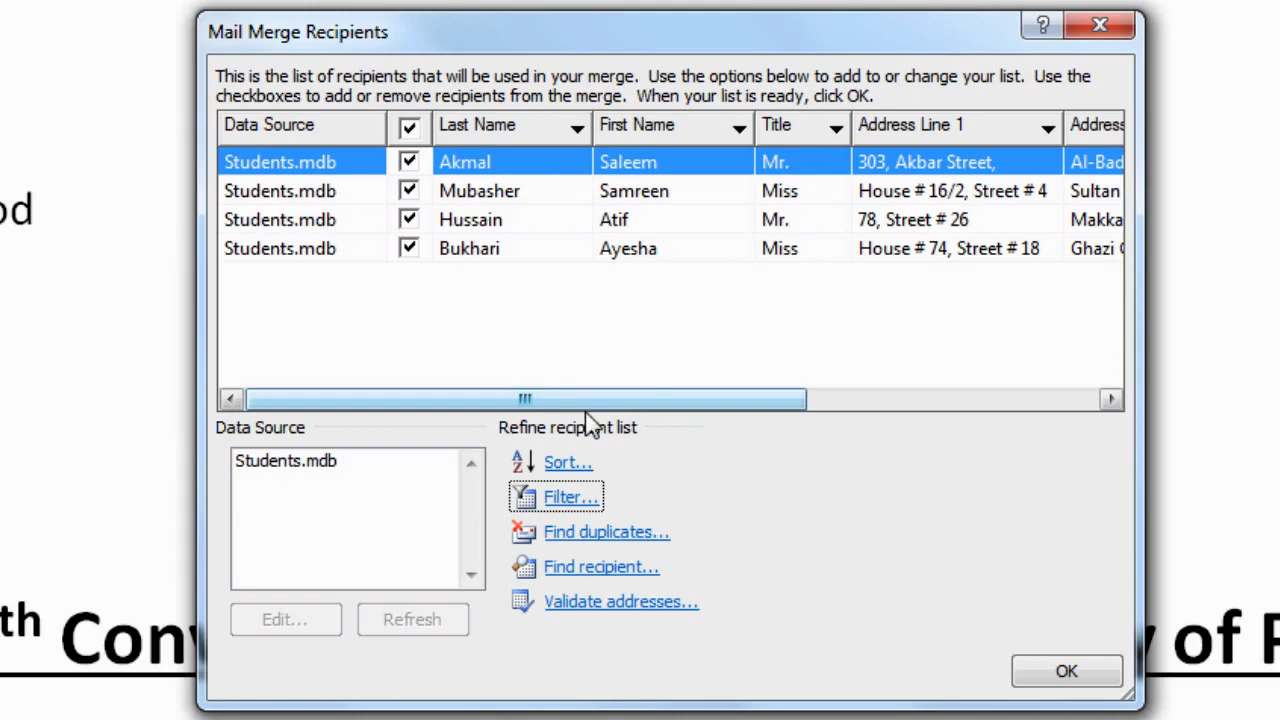 Mail Merge Recipients
This is the list of recipients that will be used in your merge. Use the options below to add to or change your list. Use the
checkboxes to add or remove recipients from the merge. When your list is ready, click OK.
Data Source Last Name First Name Title Address Line 1 Address
Students.mdb Akmal Saleem Mr. 303, Akbar Street, Al-Bad
Students.mdb Mubasher Samreen Miss House # 16/2, Street # 4 Sultan
Students.mdb Hussain Atif Mr. 78, Street # 26 Makka
Students.mdb Bukhari Ayesha Miss House # 74, Street # 18 Ghazi
od
Data Source
Students.mdb
Edit... Refresh
Refine recipient list
Sort...
Filter...
Find duplicates...
Find recipient...
Validate addresses...
OK
th Conv y of P